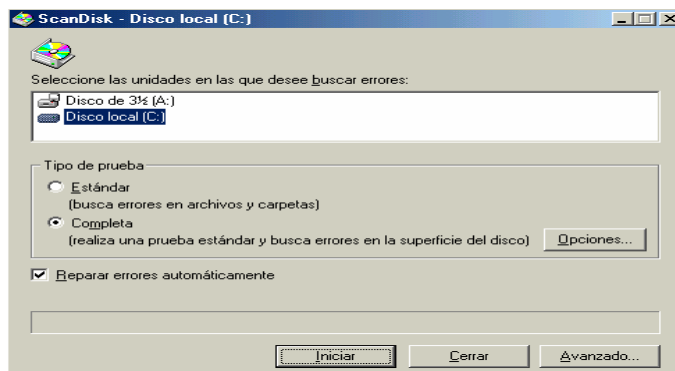 ScanDisk - Disco local (C:)
Seleccione las unidades en las que desee buscar errores:
Disco de 3½ (A:)
Disco local (C:)
Tipo de prueba
Estándar
(busca errores en archivos y carpetas)
Completa
(realiza una prueba estándar y busca errores en la superficie del disco) Opciones...
Reparar errores automáticamente
Iniciar Cerrar Avanzado...